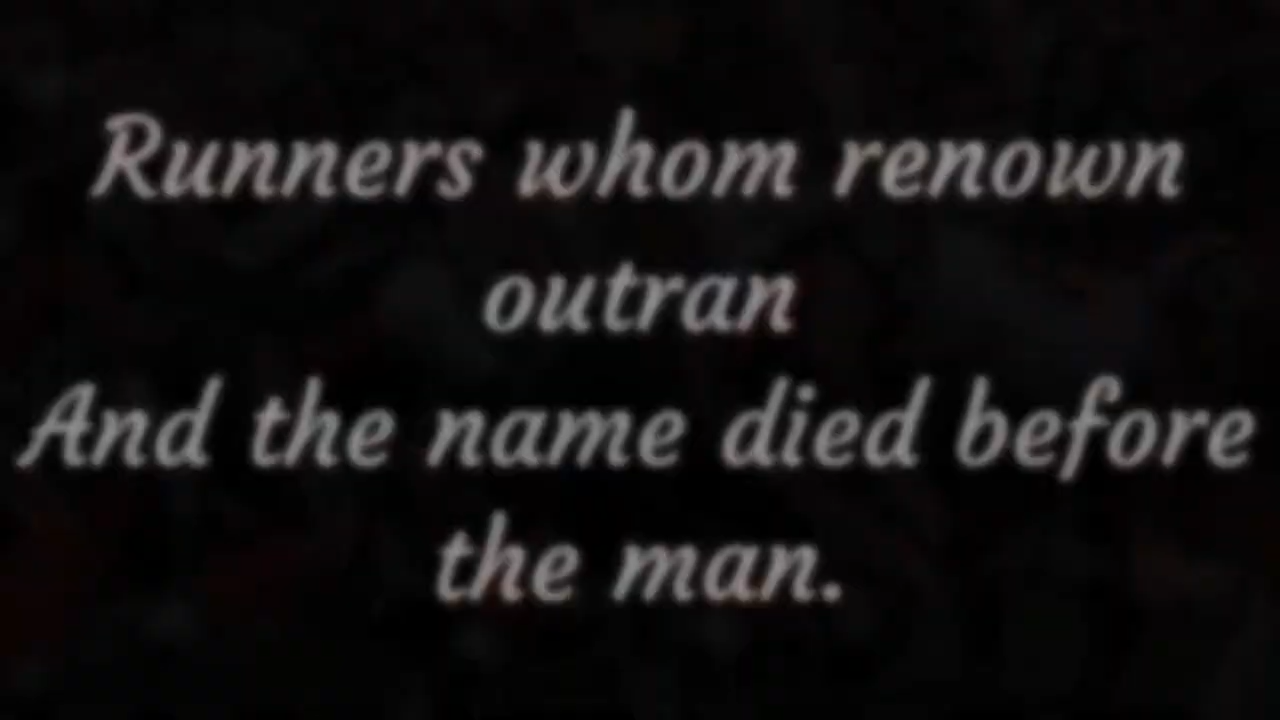 Runners whom renown
outran
And the name died before
the man.